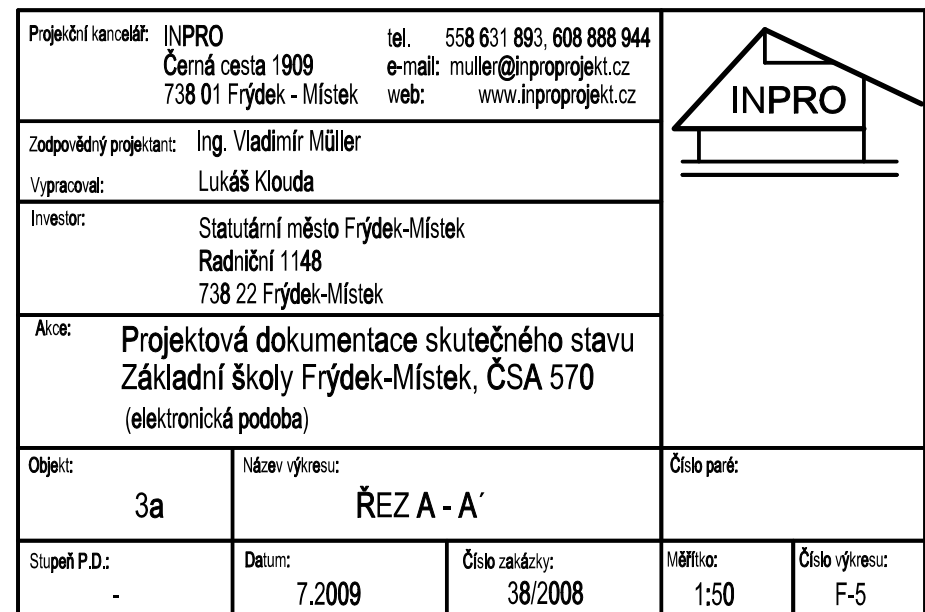 Projekční kancelář: INPRO tel. 558 631 893, 608 888 944
Černá cesta 1909 e-mail: muller@inproprojekt.cz
738 01 Frýdek - Místek web: www.inproprojekt.cz
INPRO
Zodpovědný projektant: Ing. Vladimír Müller
Vypracoval: Lukáš Klouda
Investor: Statutární město Frýdek-Místek
Radniční 1148
738 22 Frýdek-Místek
Akce: Projektová dokumentace skutečného stavu
Základní školy Frýdek-Místek, ČSA 570
(elektronická podoba)
Objekt: Název výkresu: Číslo paré:
3a ŘEZ A - A´
Stupeň P.D.: Datum: Číslo zakázky: Měřítko: Číslo výkresu:
- 7.2009 38/2008 1:50 F-5